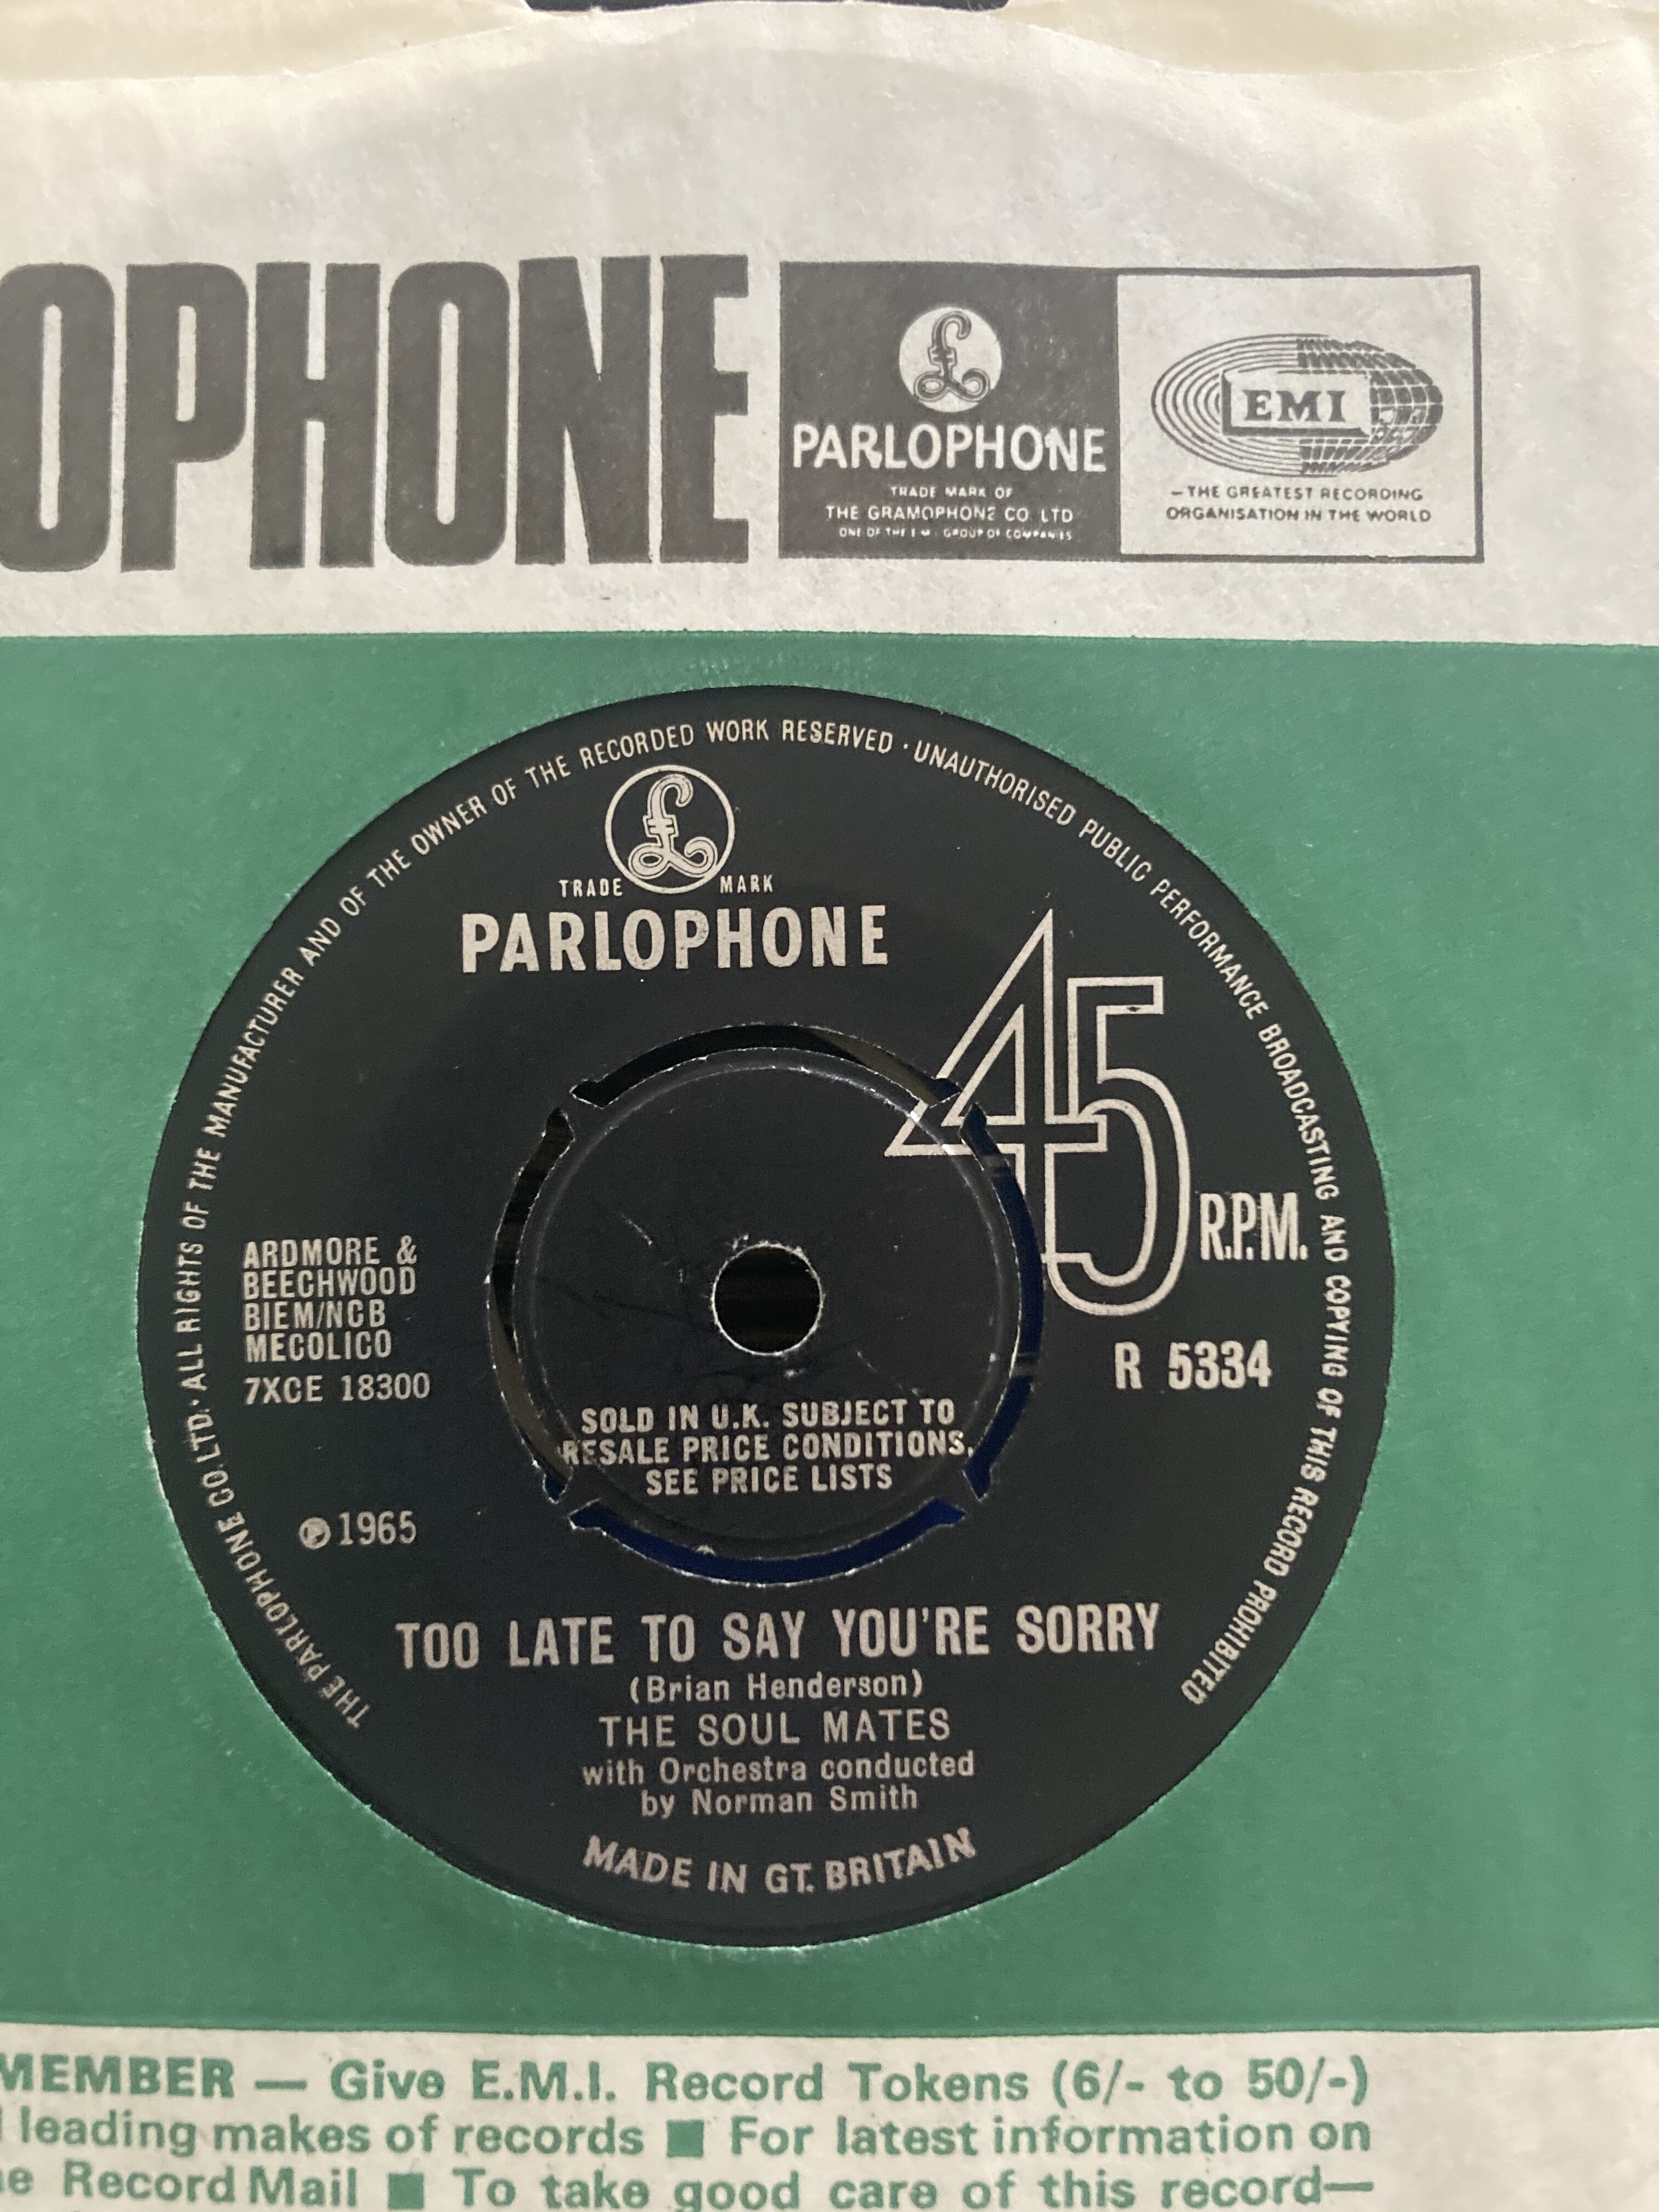 OPHONE
£
PARLOPHONE
TRADE MARK OF
THE GRAMOPHONE CO LTD
ONE OF THE E.M.I. GROUP OF COMPANIES
EMI
—THE GREATEST RECORDING
ORGANISATION IN THE WORLD
THE PARLOPHONE CO. LTD. · ALL RIGHTS OF THE MANUFACTURER AND OF THE OWNER OF THE RECORDED WORK RESERVED · UNAUTHORISED PUBLIC PERFORMANCE BROADCASTING AND COPYING OF THIS RECORD PROHIBITED
£
TRADE MARK
PARLOPHONE
45
R.P.M.
ARDMORE &
BEECHWOOD
BIEM/NCB
MECOLICO
7XCE 18300
R 5334
SOLD IN U.K. SUBJECT TO
RESALE PRICE CONDITIONS,
SEE PRICE LISTS
℗ 1965
TOO LATE TO SAY YOU'RE SORRY
(Brian Henderson)
THE SOUL MATES
with Orchestra conducted
by Norman Smith
MADE IN GT. BRITAIN
MEMBER — Give E.M.I. Record Tokens (6/- to 50/-)
leading makes of records ■ For latest information on
e Record Mail ■ To take good care of this record—